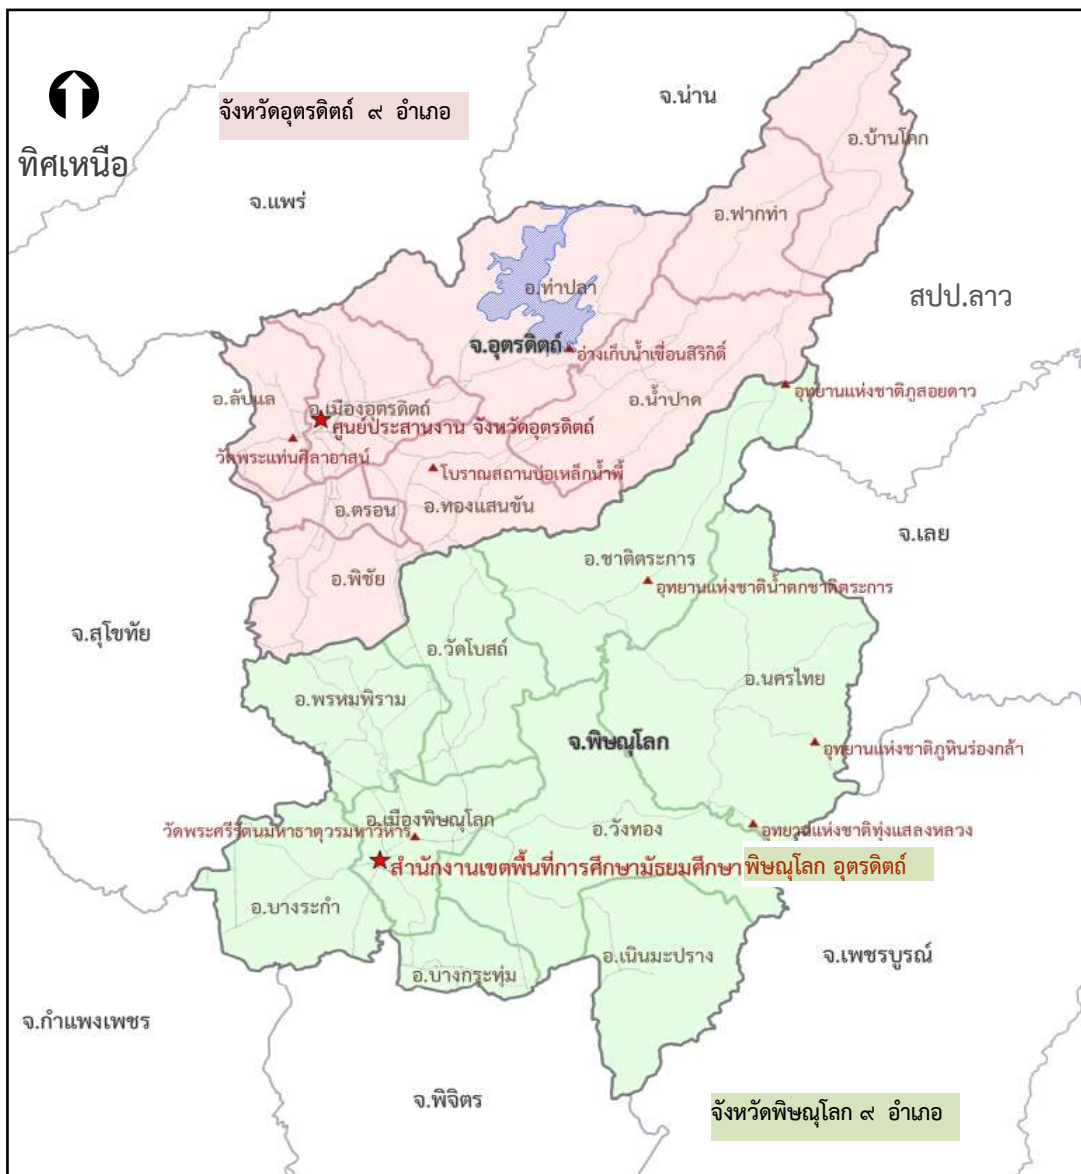 จังหวัดอุตรดิตถ์ ๙ อำเภอ
ทิศเหนือ
จ.น่าน
จ.แพร่
อ.บ้านโคก
อ.ฟากท่า
สปป.ลาว
อ.ท่าปลา
จ.อุตรดิตถ์
อ่างเก็บน้ำเขื่อนสิริกิติ์
อุทยานแห่งชาติภูสอยดาว
อ.ลับแล
อ.เมืองอุตรดิตถ์
อ.น้ำปาด
ศูนย์ประสานงาน จังหวัดอุตรดิตถ์
วัดพระแท่นศิลาอาสน์
โบราณสถานบ่อเหล็กน้ำพี้
อ.ตรอน
อ.ทองแสนขัน
จ.เลย
อ.พิชัย
อ.ชาติตระการ
อุทยานแห่งชาติน้ำตกชาติตระการ
จ.สุโขทัย
อ.วัดโบสถ์
อ.นครไทย
อ.พรหมพิราม
จ.พิษณุโลก
อุทยานแห่งชาติภูหินร่องกล้า
อ.เมืองพิษณุโลก
วัดพระศรีรัตนมหาธาตุวรมหาวิหาร
อ.วังทอง
อุทยานแห่งชาติทุ่งแสลงหลวง
สำนักงานเขตพื้นที่การศึกษามัธยมศึกษา พิษณุโลก อุตรดิตถ์
อ.บางระกำ
อ.เนินมะปราง
อ.บางกระทุ่ม
จ.เพชรบูรณ์
จ.กำแพงเพชร
จ.พิจิตร
จังหวัดพิษณุโลก ๙ อำเภอ